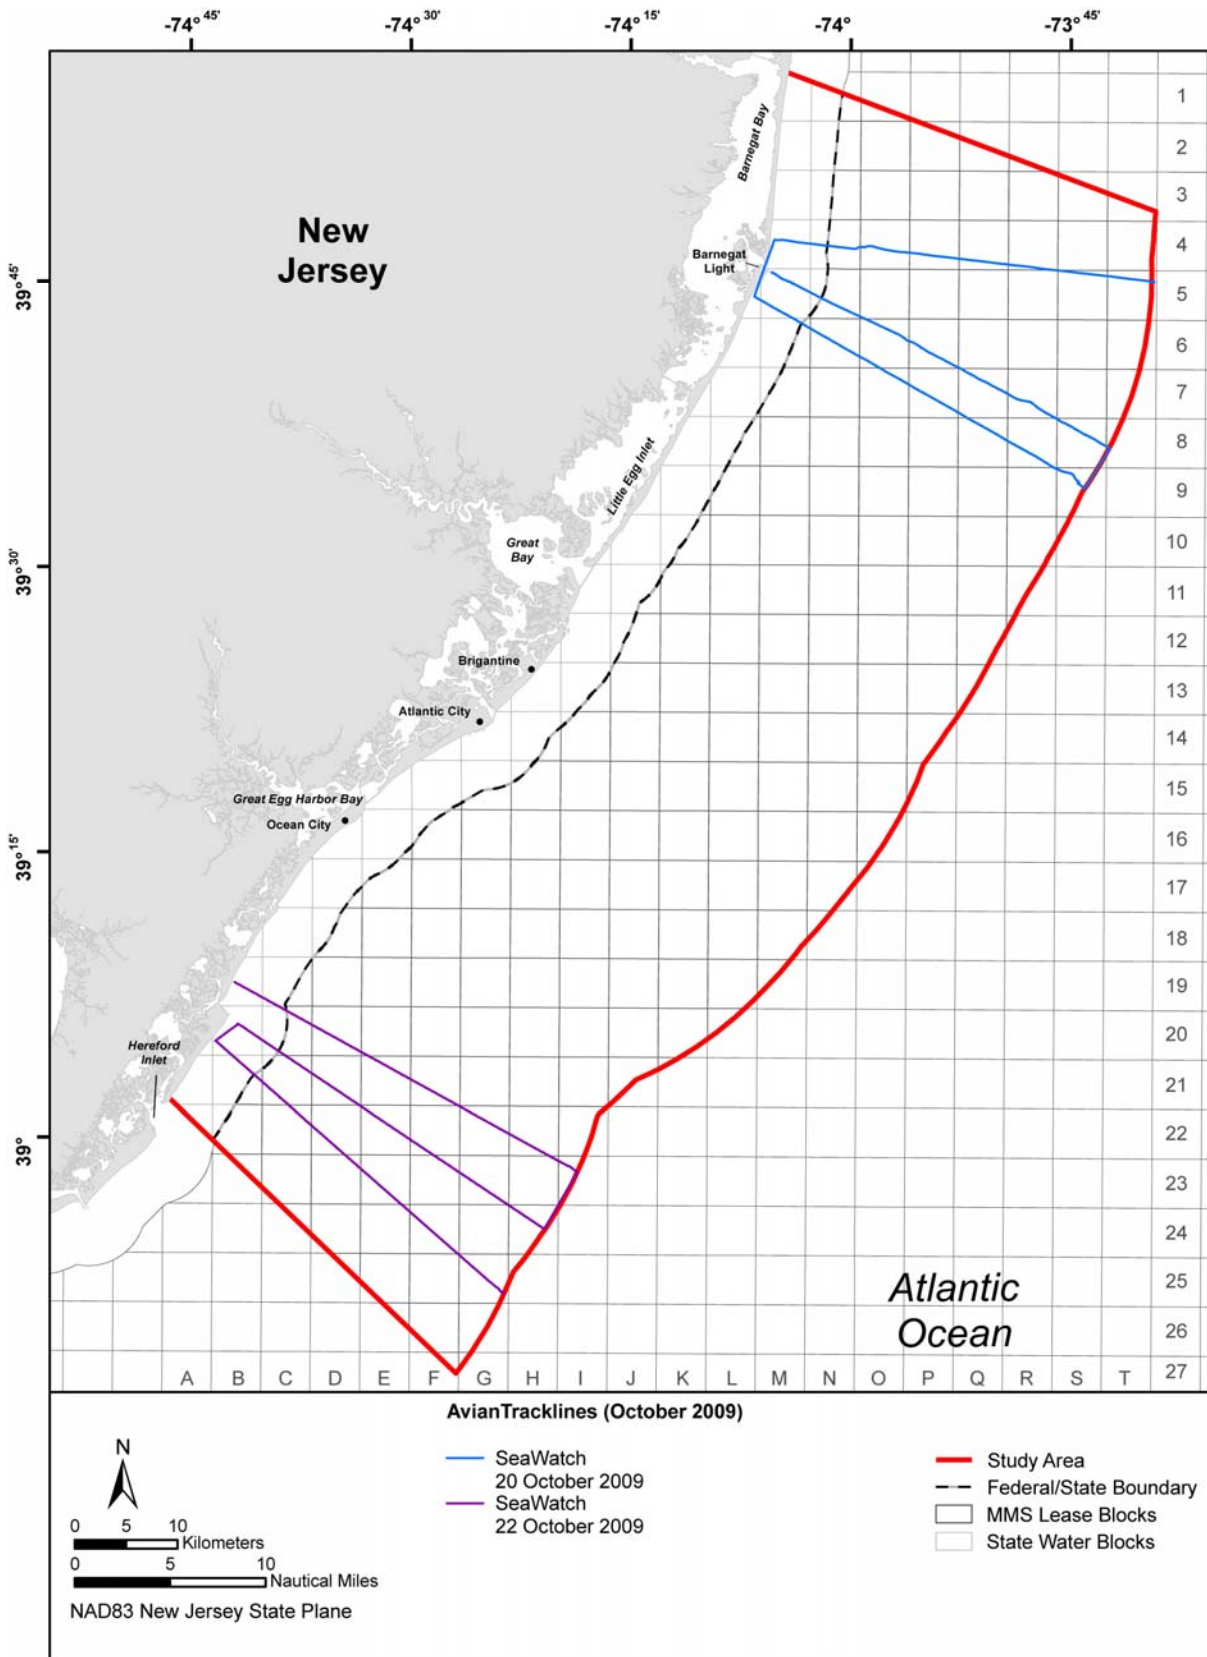 -74° 45'
-74° 30'
-74° 15'
-74°
-73° 45'
39° 45'
39° 30'
39° 15'
39°
New
Jersey
Barnegat Bay
Barnegat
Light
Little Egg Inlet
Great
Bay
Brigantine
Atlantic City
Great Egg Harbor Bay
Ocean City
Hereford
Inlet
Atlantic
Ocean
1
2
3
4
5
6
7
8
9
10
11
12
13
14
15
16
17
18
19
20
21
22
23
24
25
26
27
A B C D E F G H I J K L M N O P Q R S T
AvianTracklines (October 2009)
N
0 5 10
Kilometers
0 5 10
Nautical Miles
NAD83 New Jersey State Plane
SeaWatch
20 October 2009
SeaWatch
22 October 2009
Study Area
Federal/State Boundary
MMS Lease Blocks
State Water Blocks